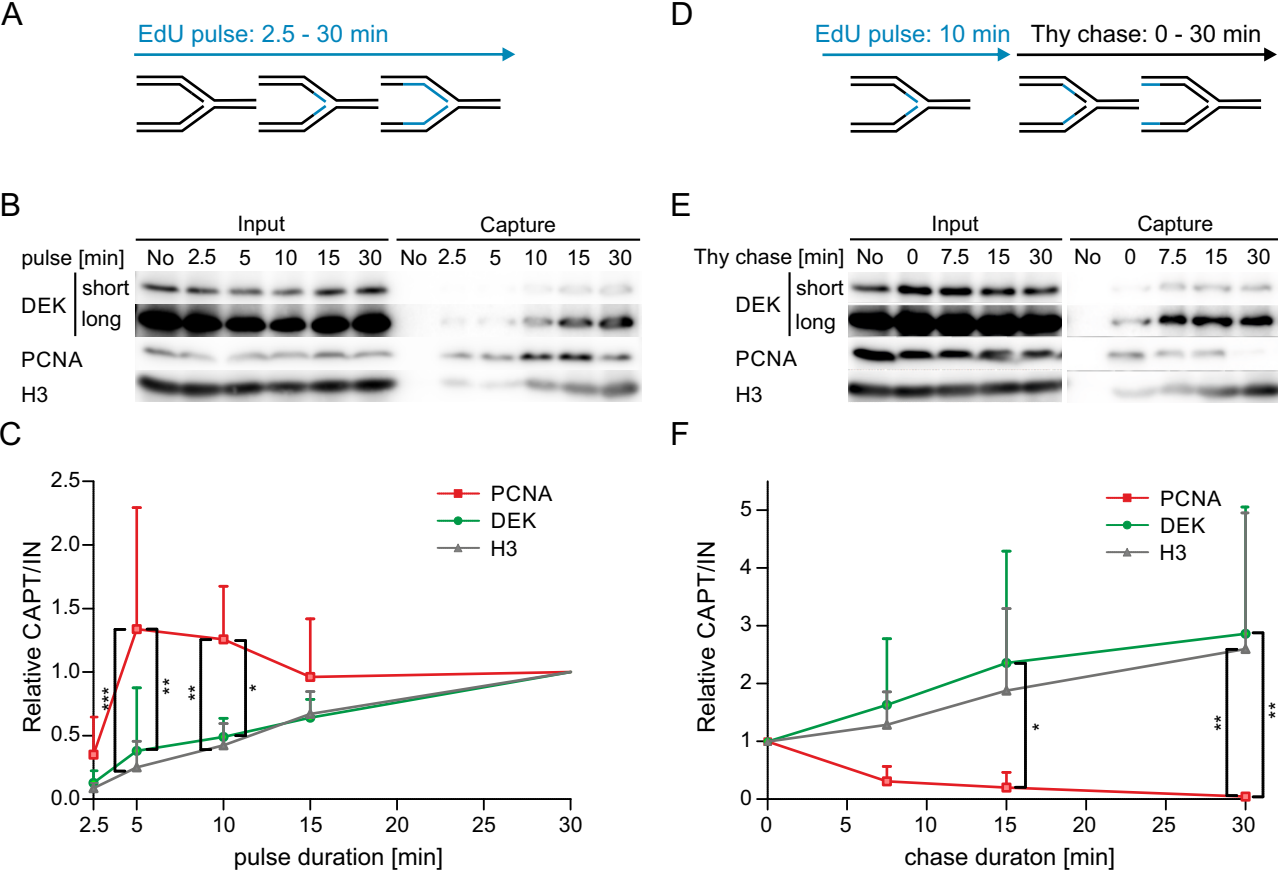 A
EdU pulse: 2.5 - 30 min
D
EdU pulse: 10 min
Thy chase: 0 - 30 min
B
Input
Capture
pulse [min]
No 2.5 5 10 15 30
No 2.5 5 10 15 30
DEK
short
long
PCNA
H3
E
Input
Capture
Thy chase [min]
No 0 7.5 15 30
No 0 7.5 15 30
DEK
short
long
PCNA
H3
C
Relative CAPT/IN
2.5
2.0
1.5
1.0
0.5
0.0
PCNA
DEK
H3
***
**
**
*
2.5 5 10 15 20 25 30
pulse duration [min]
F
Relative CAPT/IN
5
4
3
2
1
0
PCNA
DEK
H3
*
**
**
0 5 10 15 20 25 30
chase duraton [min]